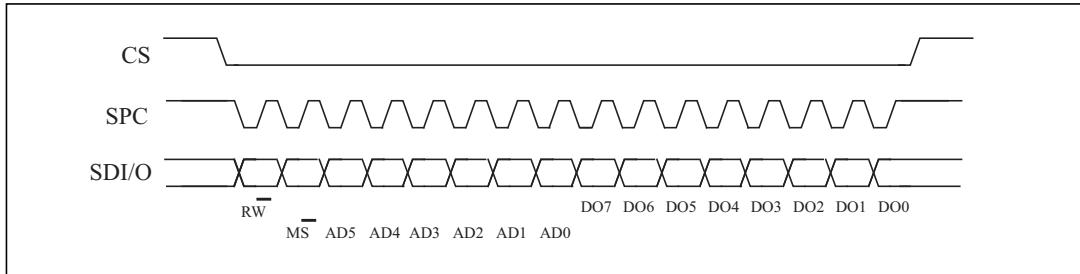 CS
SPC
SDI/O
RW DO7 DO6 DO5 DO4 DO3 DO2 DO1 DO0
MS AD5 AD4 AD3 AD2 AD1 AD0